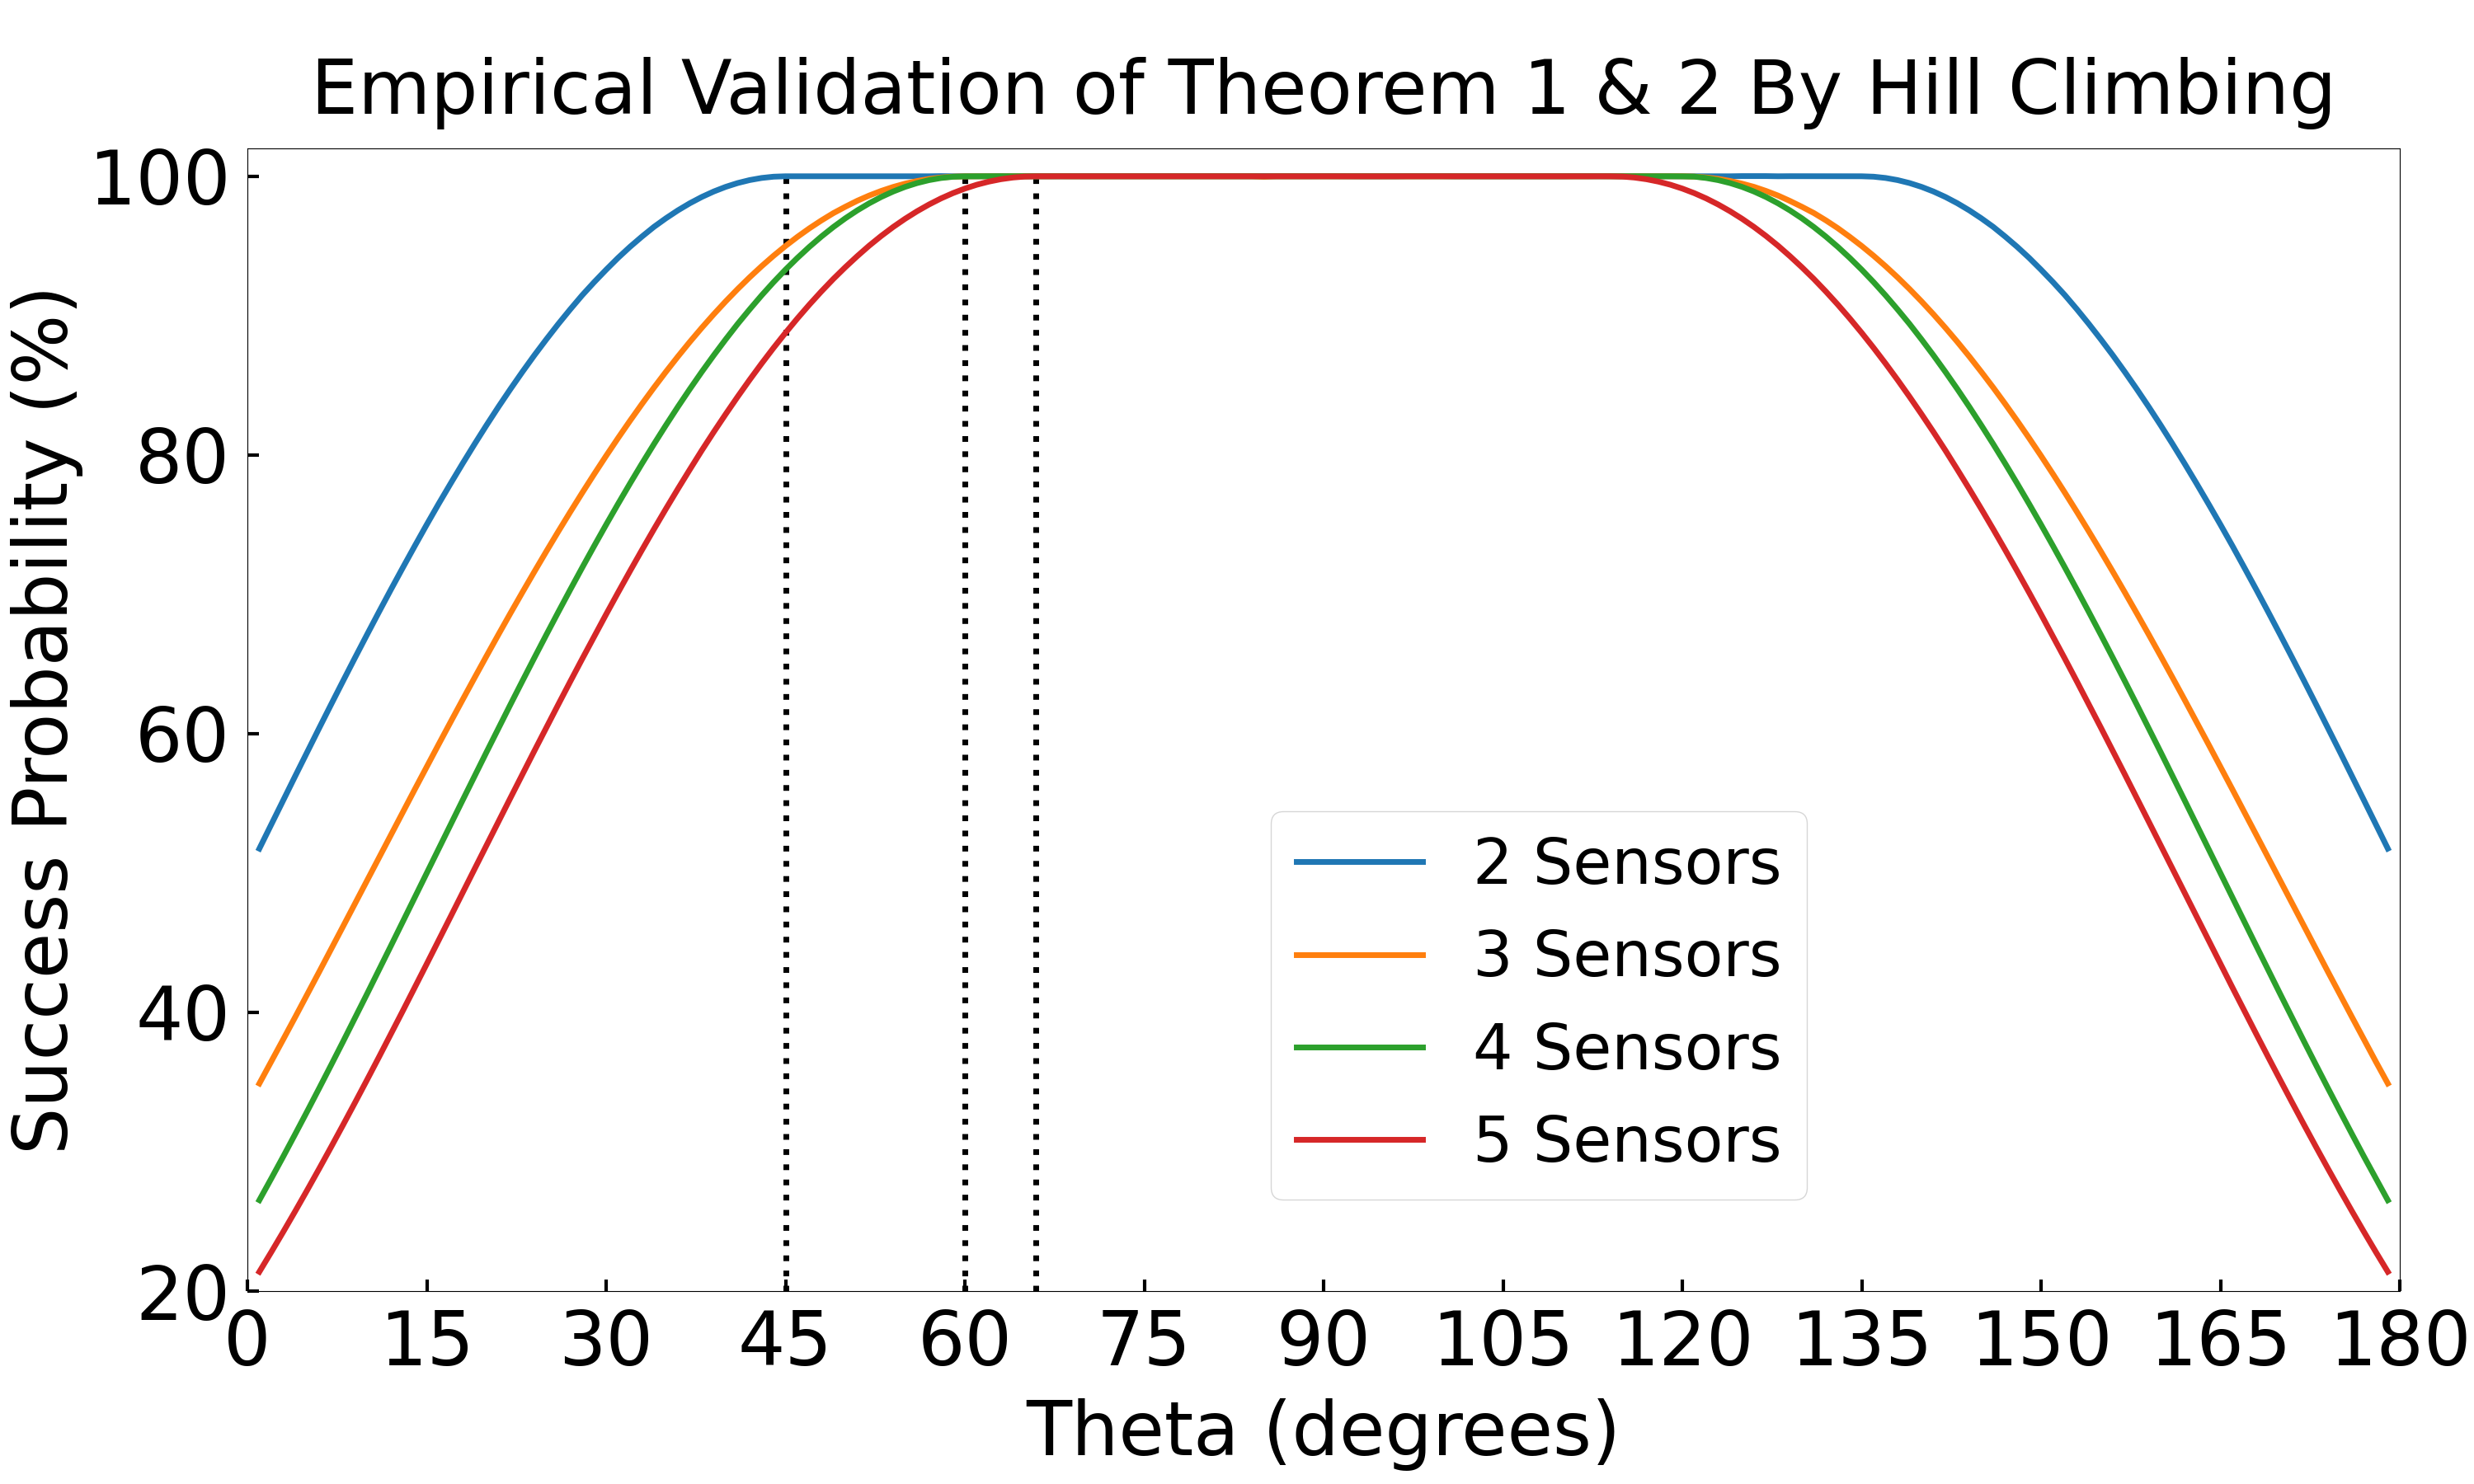 Empirical Validation of Theorem 1 & 2 By Hill Climbing
Success Probability (%)
100
80
60
40
20
2 Sensors
3 Sensors
4 Sensors
5 Sensors
0 15 30 45 60 75 90 105 120 135 150 165 180
Theta (degrees)